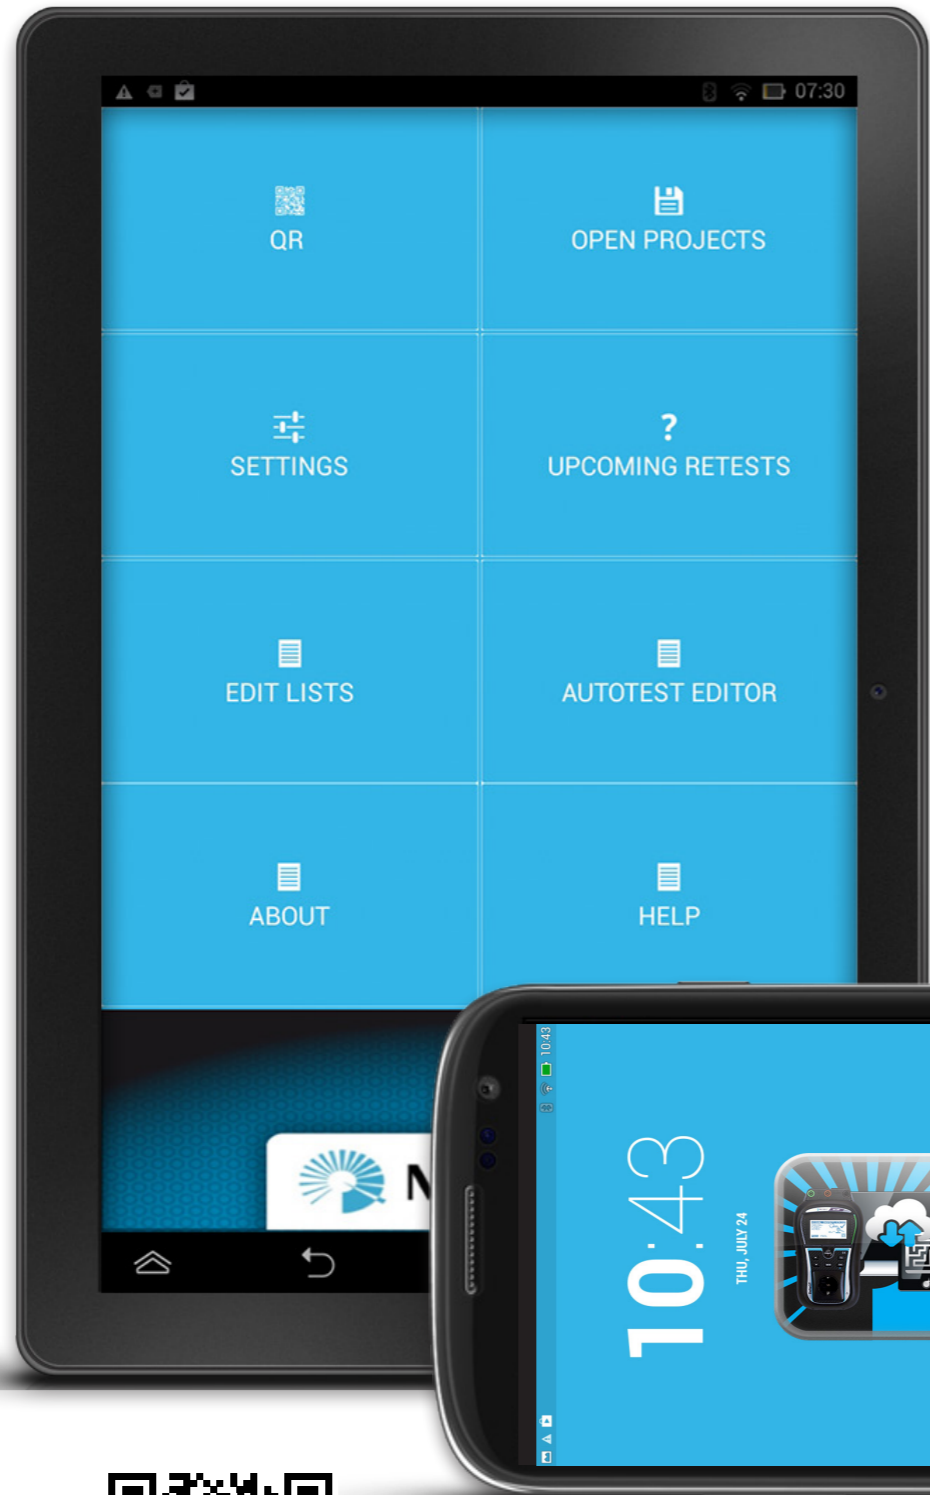 07:30
QR
OPEN PROJECTS
SETTINGS
UPCOMING RETESTS
EDIT LISTS
AUTOTEST EDITOR
ABOUT
HELP
10:43
10:43
THU, JULY 24